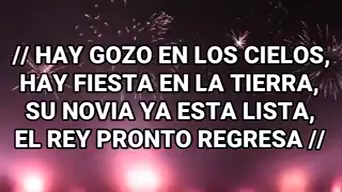 // HAY GOZO EN LOS CIELOS,
HAY FIESTA EN LA TIERRA,
SU NOVIA YA ESTA LISTA,
EL REY PRONTO REGRESA //